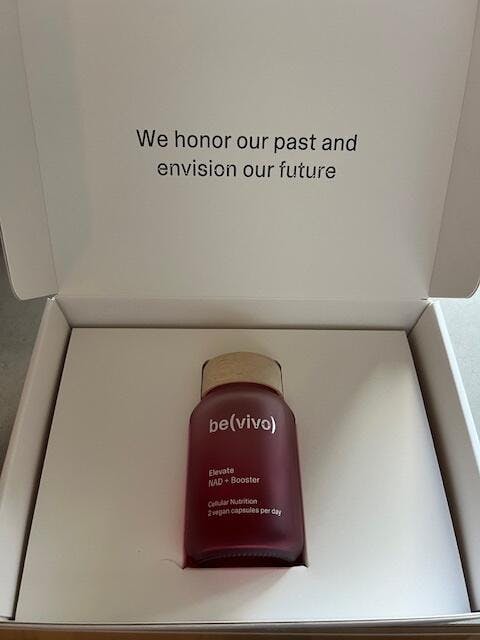 We honor our past and
envision our future
be(vivo)
Elevate
NAD + Booster
Cellular Nutrition
2 vegan capsules per day